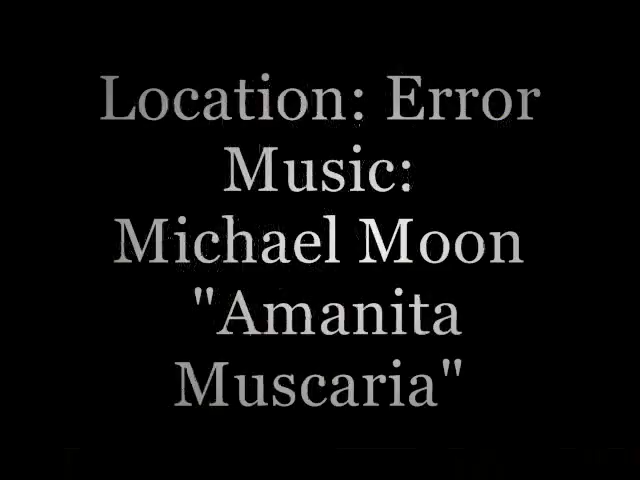 Location: Error
Music:
Michael Moon
"Amanita
Muscaria"